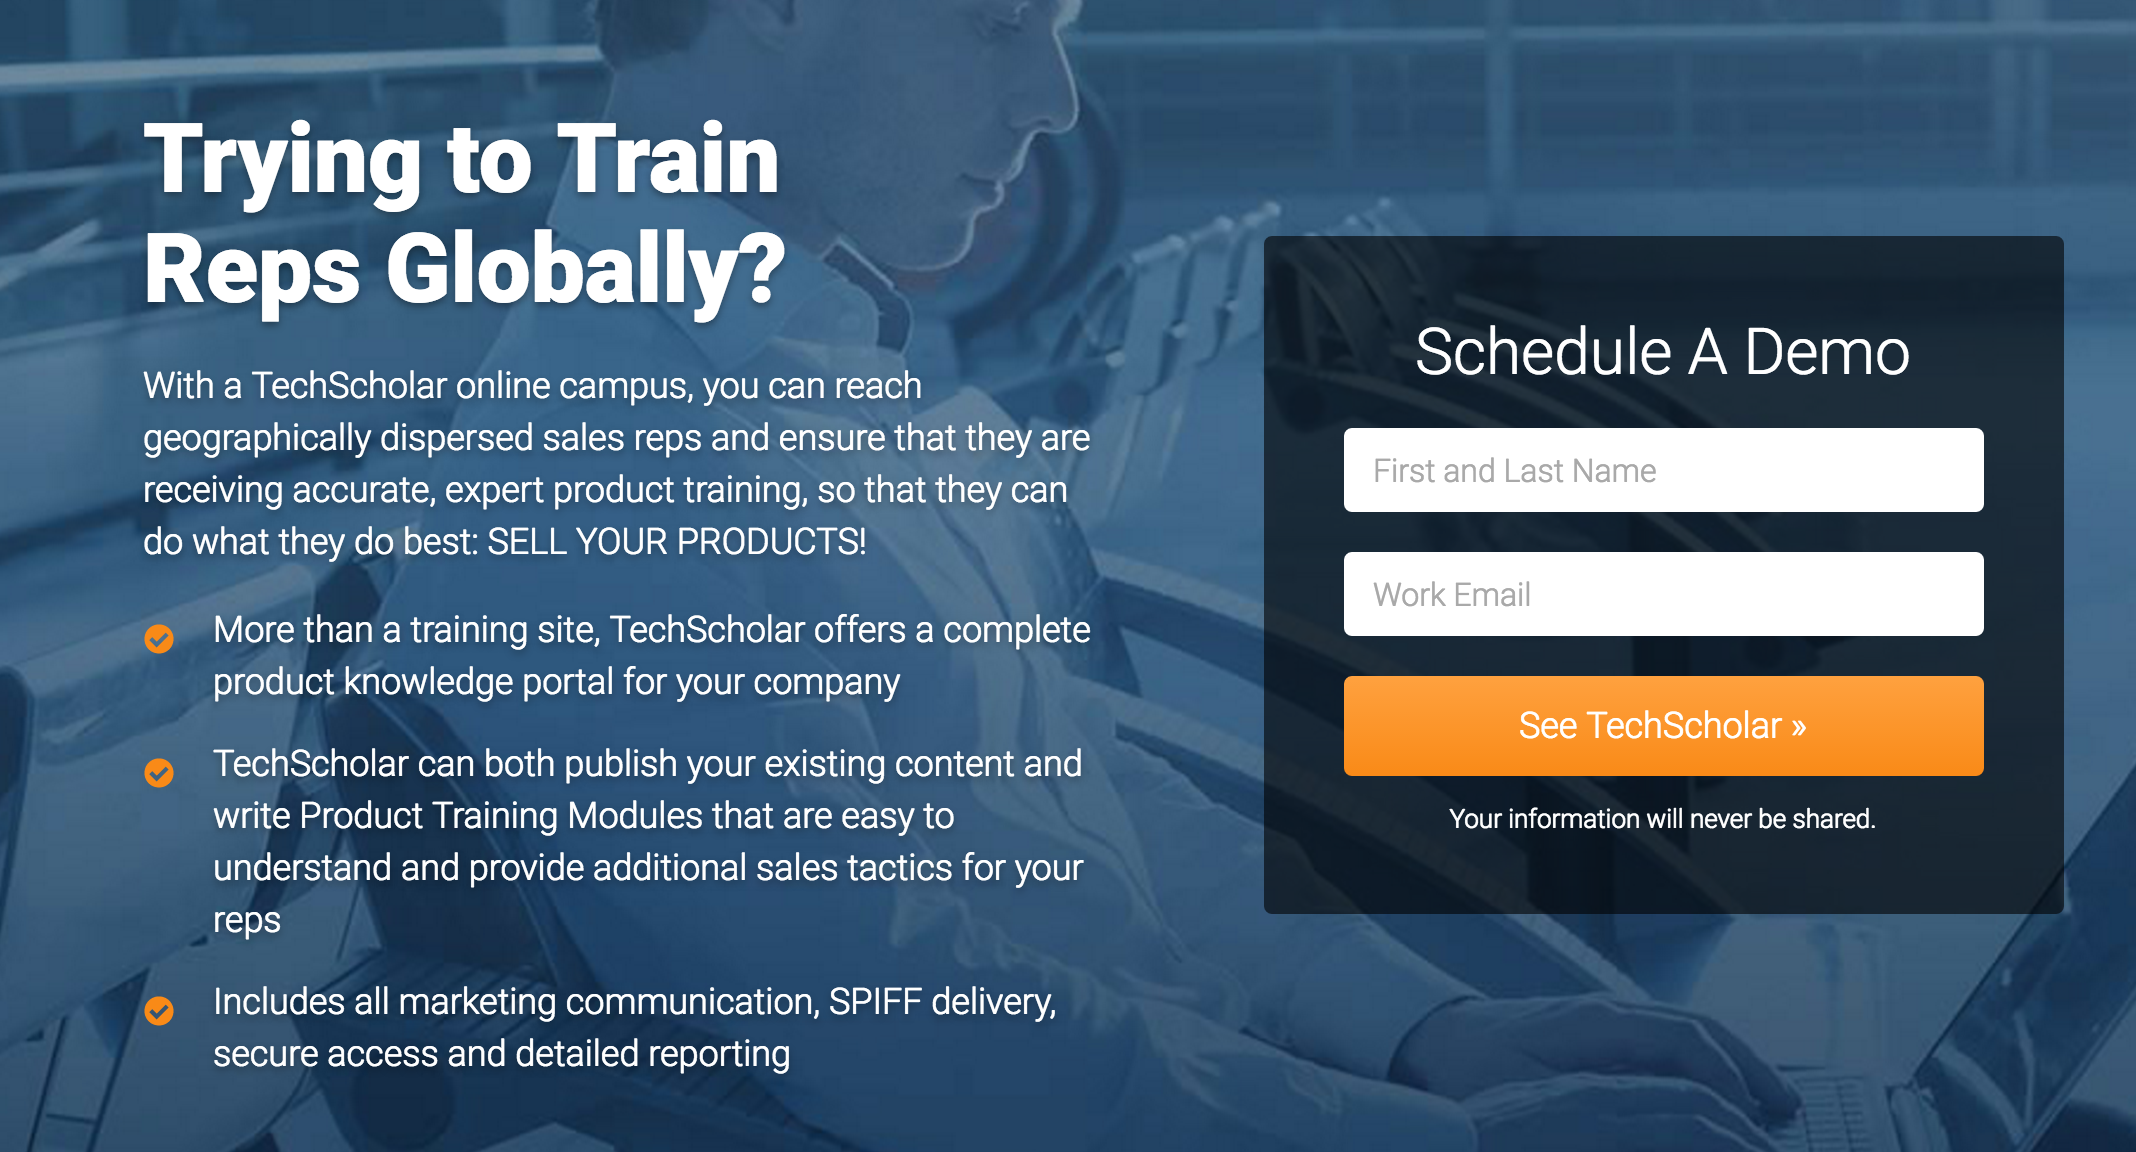 Trying to Train
Reps Globally?
With a TechScholar online campus, you can reach
geographically dispersed sales reps and ensure that they are
receiving accurate, expert product training, so that they can
do what they do best: SELL YOUR PRODUCTS!
More than a training site, TechScholar offers a complete
product knowledge portal for your company
TechScholar can both publish your existing content and
write Product Training Modules that are easy to
understand and provide additional sales tactics for your
reps
Includes all marketing communication, SPIFF delivery,
secure access and detailed reporting
Schedule A Demo
First and Last Name
Work Email
See TechScholar »
Your information will never be shared.